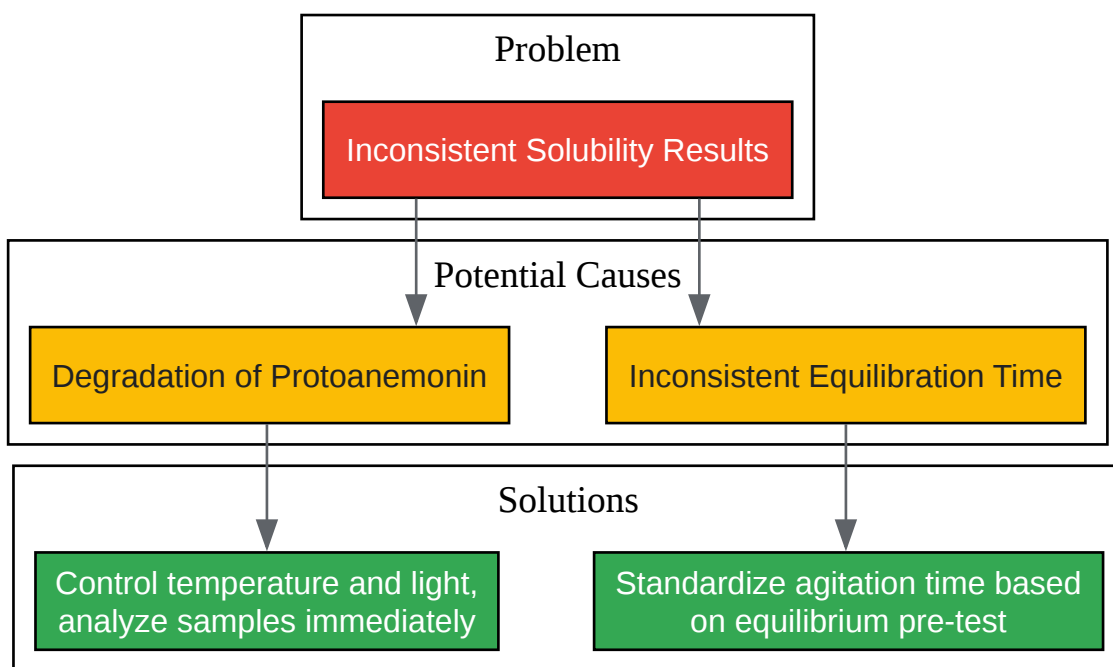 Problem
Inconsistent Solubility Results
Potential Causes
Degradation of Protoanemonin
Inconsistent Equilibration Time
Solutions
Control temperature and light,
analyze samples immediately
Standardize agitation time based
on equilibrium pre-test